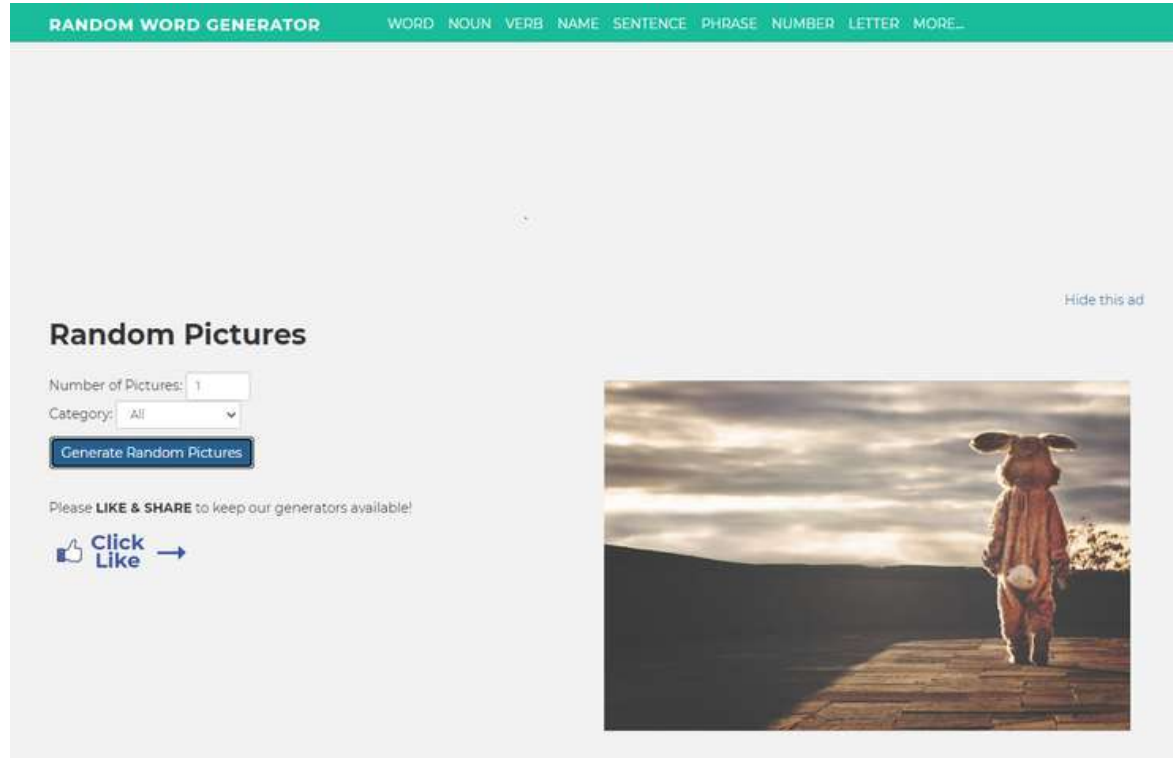 RANDOM WORD GENERATOR WORD NOUN VERB NAME SENTENCE PHRASE NUMBER LETTER MORE...
Hide this ad
Random Pictures
Number of Pictures: 1
Category: All
Generate Random Pictures
Please LIKE & SHARE to keep our generators available!
Click
Like